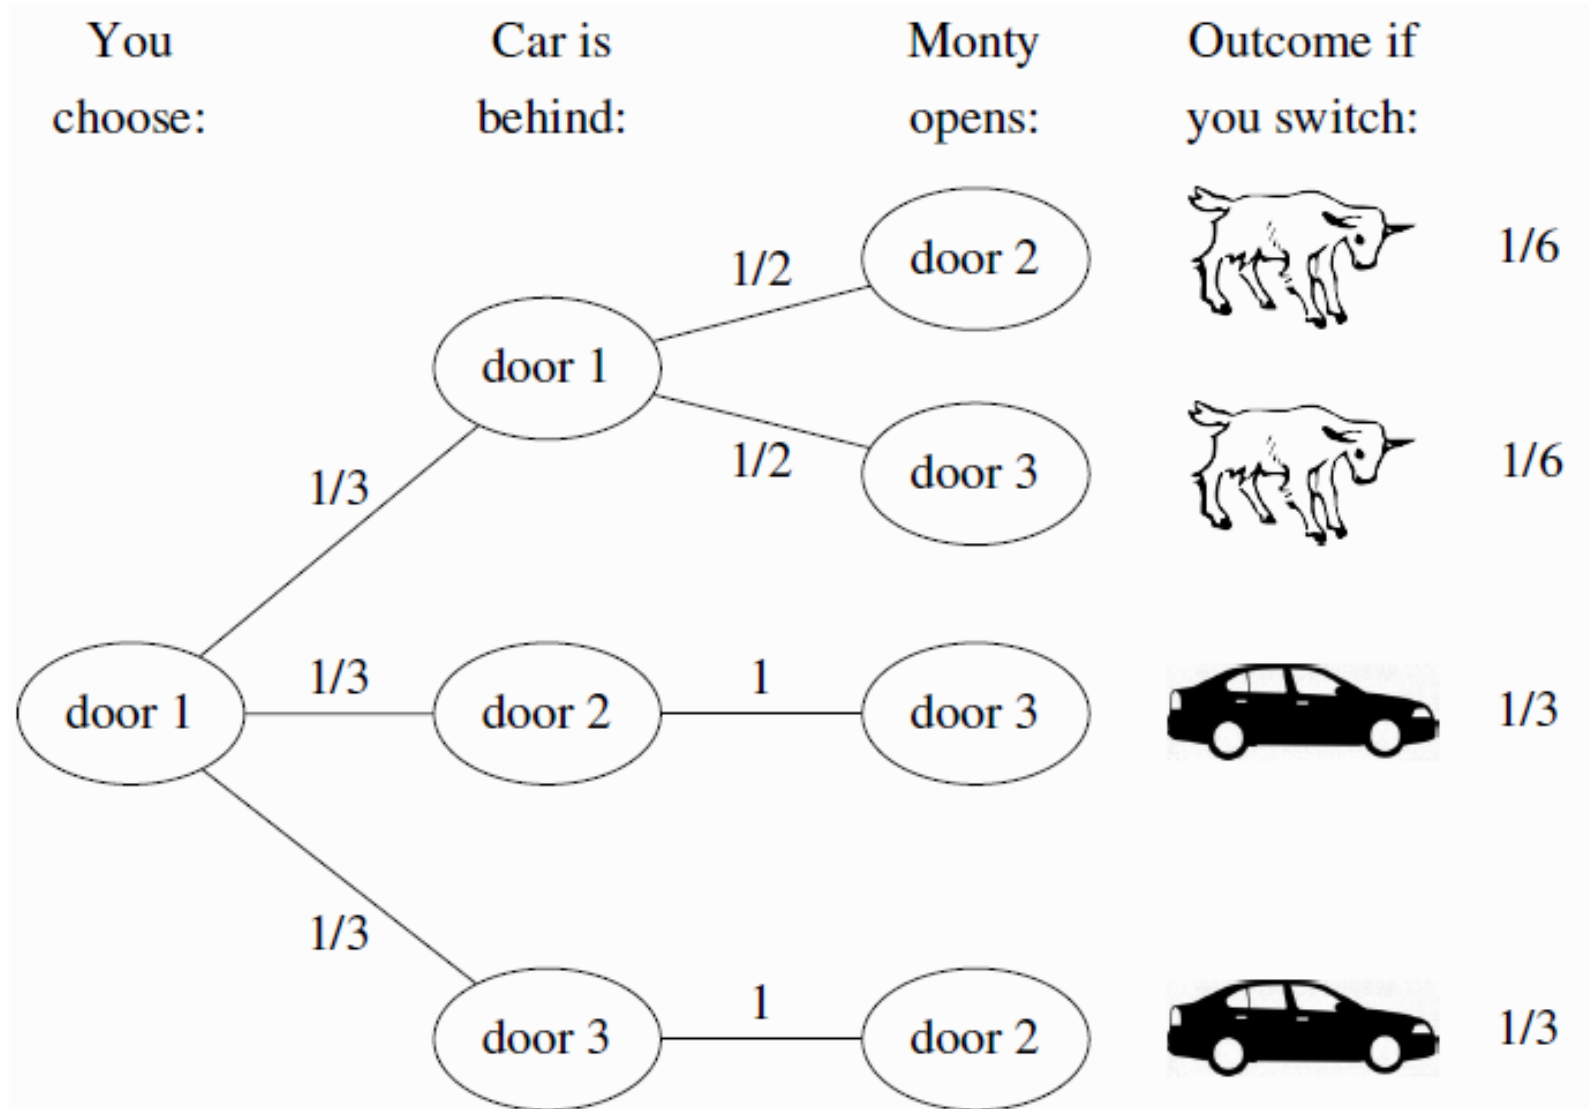 You
choose:
Car is
behind:
Monty
opens:
Outcome if
you switch:
door 2
1/6
1/2
door 1
1/2
door 3
1/6
1/3
1/3
door 1
door 2
1
door 3
1/3
1/3
door 3
1
door 2
1/3